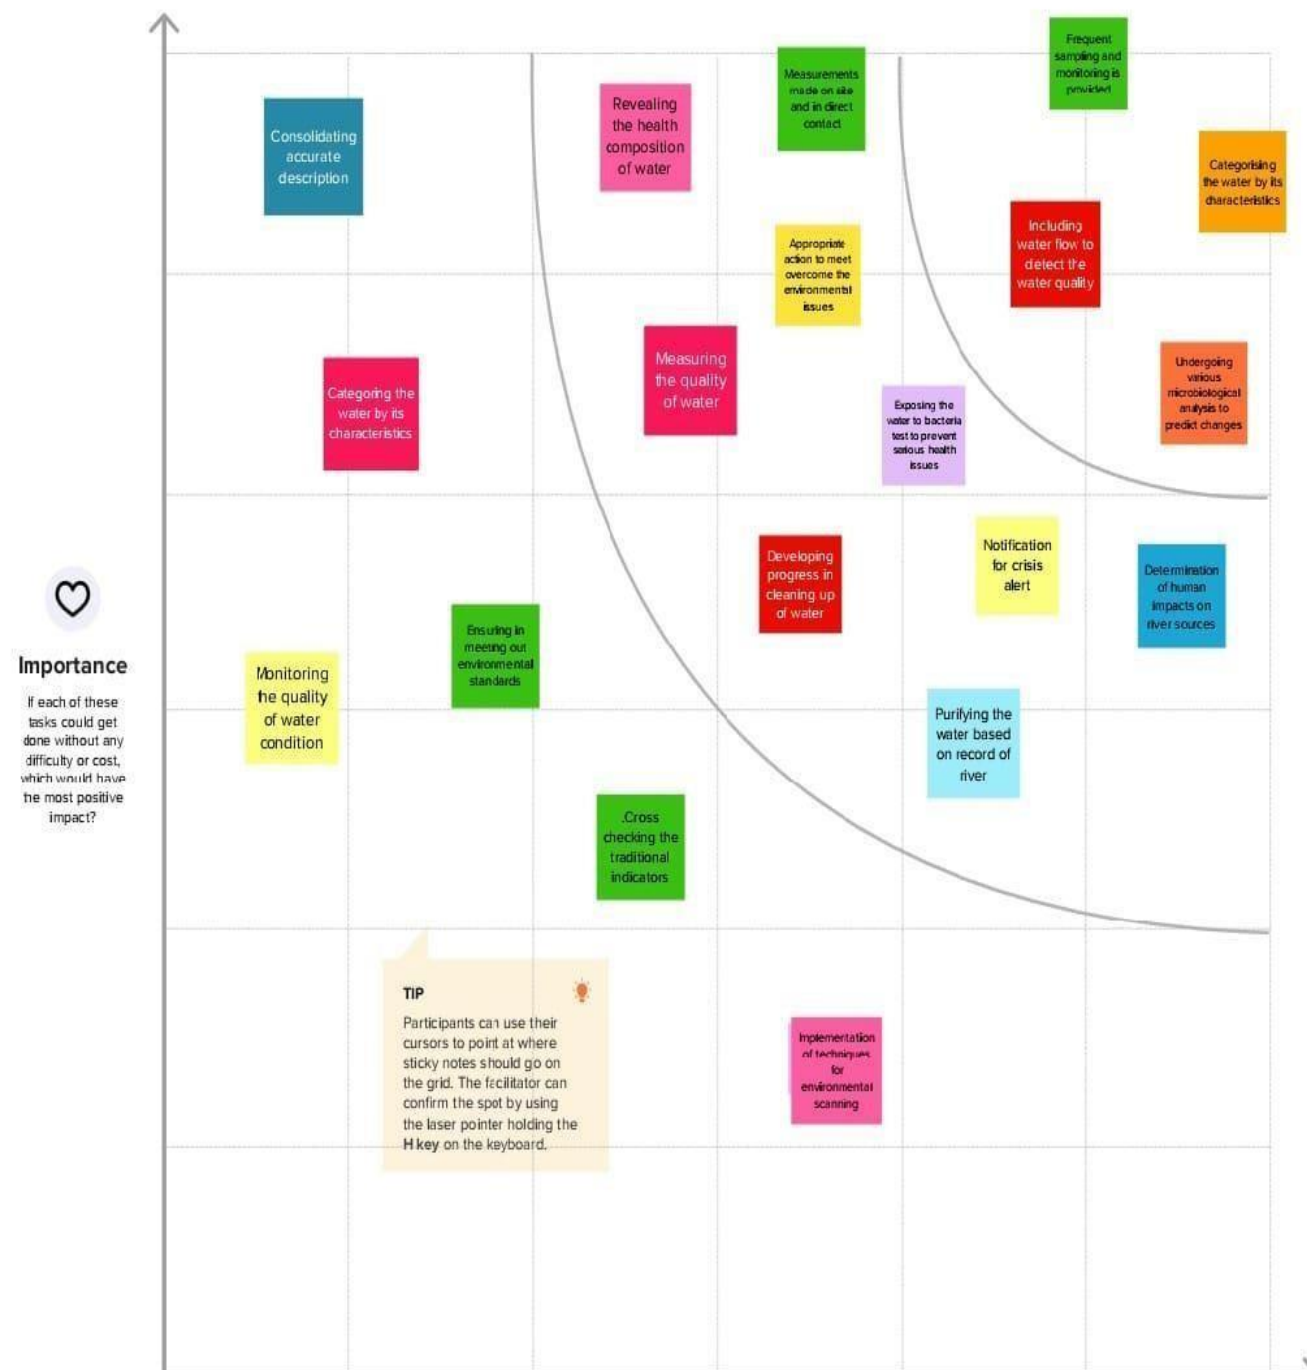 Frequent
sampling and
monitoring is
provided
Measurements
made on site
and in direct
contact
Revealing
the health
composition
of water
Consolidating
accurate
description
Categorising
the water by its
characteristics
Including
water flow to
detect the
water quality
Appropriate
action to meet
overcome the
environmental
issues
Measuring
the quality
of water
Undergoing
various
microbiological
analysis to
predict changes
Categoring the
water by its
characteristics
Exposing the
water to bacteria
test to prevent
serious health
issues
Notification
for crisis
alert
Developing
progress in
cleaning up
of water
Determination
of human
impacts on
river sources
Ensuring in
meeting out
environmental
standards
Importance
If each of these
tasks could get
done without any
difficulty or cost,
which would have
the most positive
impact?
Monitoring
the quality
of water
condition
Purifying the
water based
on record of
river
.Cross
checking the
traditional
indicators
TIP
Participants can use their
cursors to point at where
sticky notes should go on
the grid. The facilitator can
confirm the spot by using
the laser pointer holding the
H key on the keyboard.
Implementation
of techniques
for
environmental
scanning